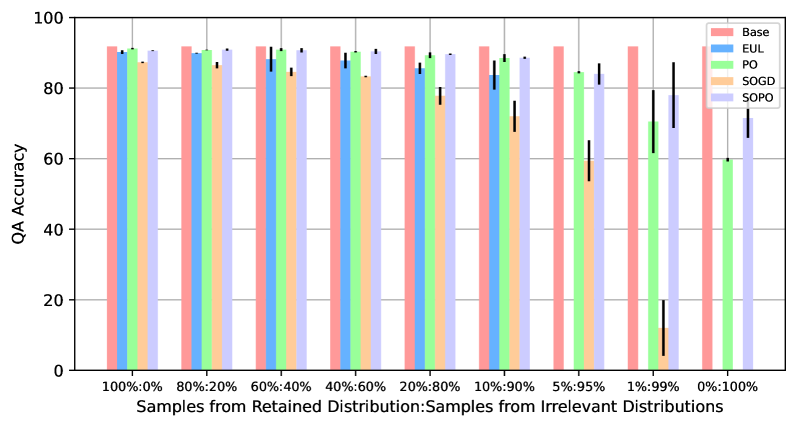 100
80
60
40
20
0
QA Accuracy
Base
EUL
PO
SOGD
SOPO
100%:0% 80%:20% 60%:40% 40%:60% 20%:80% 10%:90% 5%:95% 1%:99% 0%:100%
Samples from Retained Distribution:Samples from Irrelevant Distributions